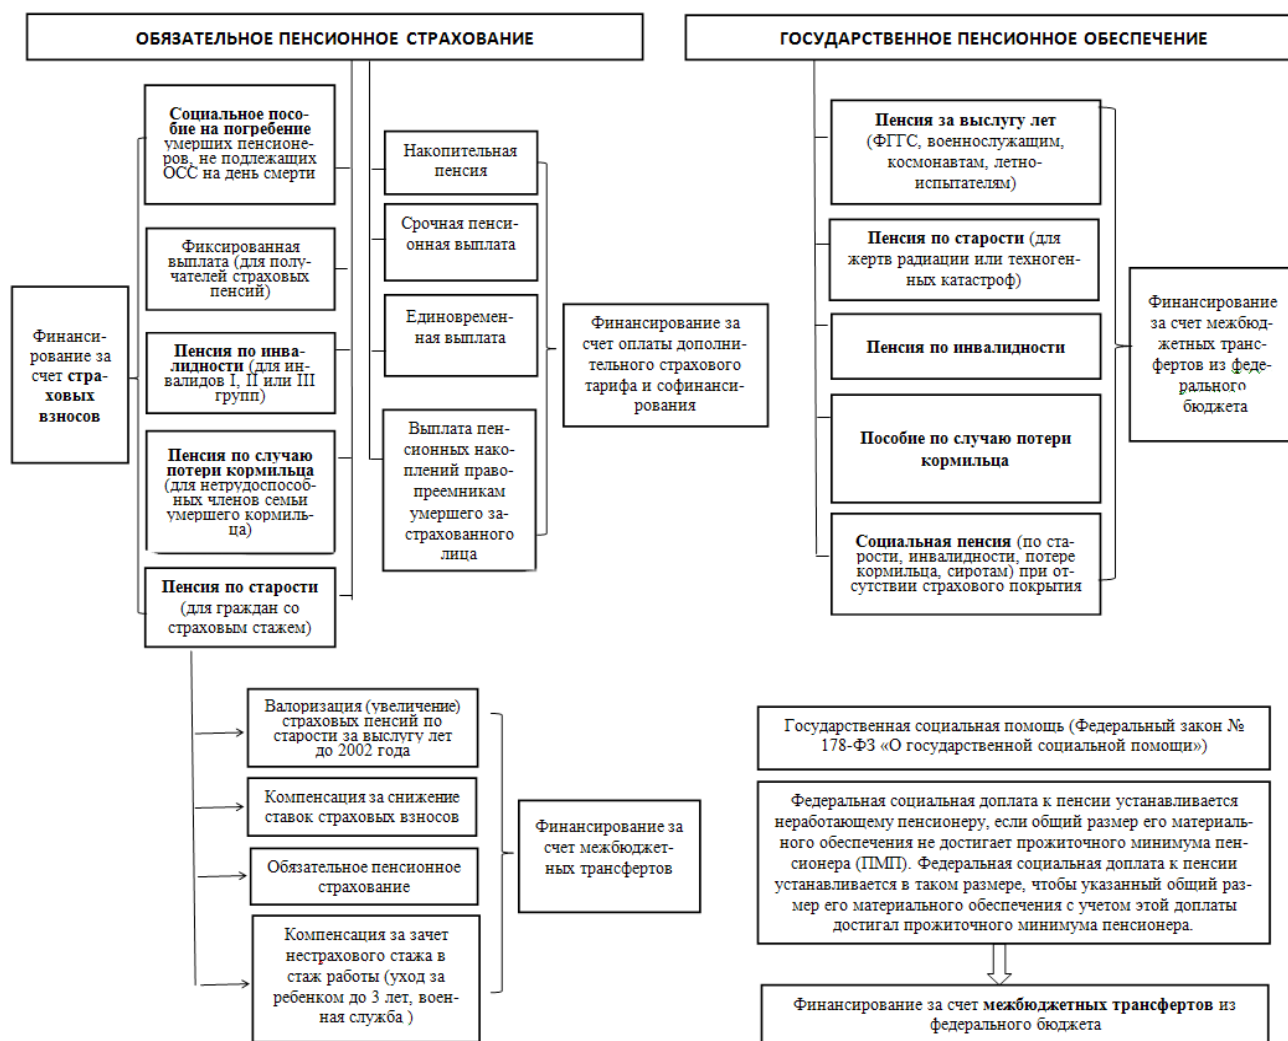 ОБЯЗАТЕЛЬНОЕ ПЕНСИОННОЕ СТРАХОВАНИЕ
Социальное посо-
бие на погребение
умерших пенсионе-
ров, не подлежащих
ОСС на день смерти
Фиксированная
выплата (для полу-
чателей страховых
пенсий)
Финанси-
рование за
счет стра-
ховых
взносов
Пенсия по инва-
лидности (для ин-
валидов I, II или III
групп)
Пенсия по случаю
потери кормильца
(для нетрудоспособ-
ных членов семьи
умершего кормиль-
ца)
Пенсия по старости
(для граждан со
страховым стажем)
Накопительная
пенсия
Срочная пенси-
онная выплата
Единовремен-
ная выплата
Выплата пен-
сионных нако-
плений право-
преемникам
умершего за-
страхованного
лица
Финансирование за
счет оплаты дополни-
тельного страхового
тарифа и софинанси-
рования
Валоризация (увеличение)
страховых пенсий по
старости за выслугу лет
до 2002 года
Компенсация за снижение
ставок страховых взносов
Обязательное пенсионное
страхование
Компенсация за зачет
нестрахового стажа в
стаж работы (уход за
ребенком до 3 лет, воен-
ная служба )
Финансирование за
счет межбюджет-
ных трансфертов
ГОСУДАРСТВЕННОЕ ПЕНСИОННОЕ ОБЕСПЕЧЕНИЕ
Пенсия за выслугу лет
(ФГГС, военнослужащим,
космонавтам, летно-
испытателям)
Пенсия по старости (для
жертв радиации или техноген-
ных катастроф)
Пенсия по инвалидности
Пособие по случаю потери
кормильца
Социальная пенсия (по ста-
рости, инвалидности, потере
кормильца, сиротам) при от-
сутствии страхового покрытия
Финансирование
за счет межбюд-
жетных транс-
фертов из феде-
рального
бюджета
Государственная социальная помощь (Федеральный закон №
178-ФЗ «О государственной социальной помощи»)
Федеральная социальная доплата к пенсии устанавливается
неработающему пенсионеру, если общий размер его материаль-
ного обеспечения не достигает прожиточного минимума пен-
сионера (ПМП). Федеральная социальная доплата к пенсии
устанавливается в таком размере, чтобы указанный общий раз-
мер его материального обеспечения с учетом этой доплаты
достигал прожиточного минимума пенсионера.
Финансирование за счет межбюджетных трансфертов из
федерального бюджета